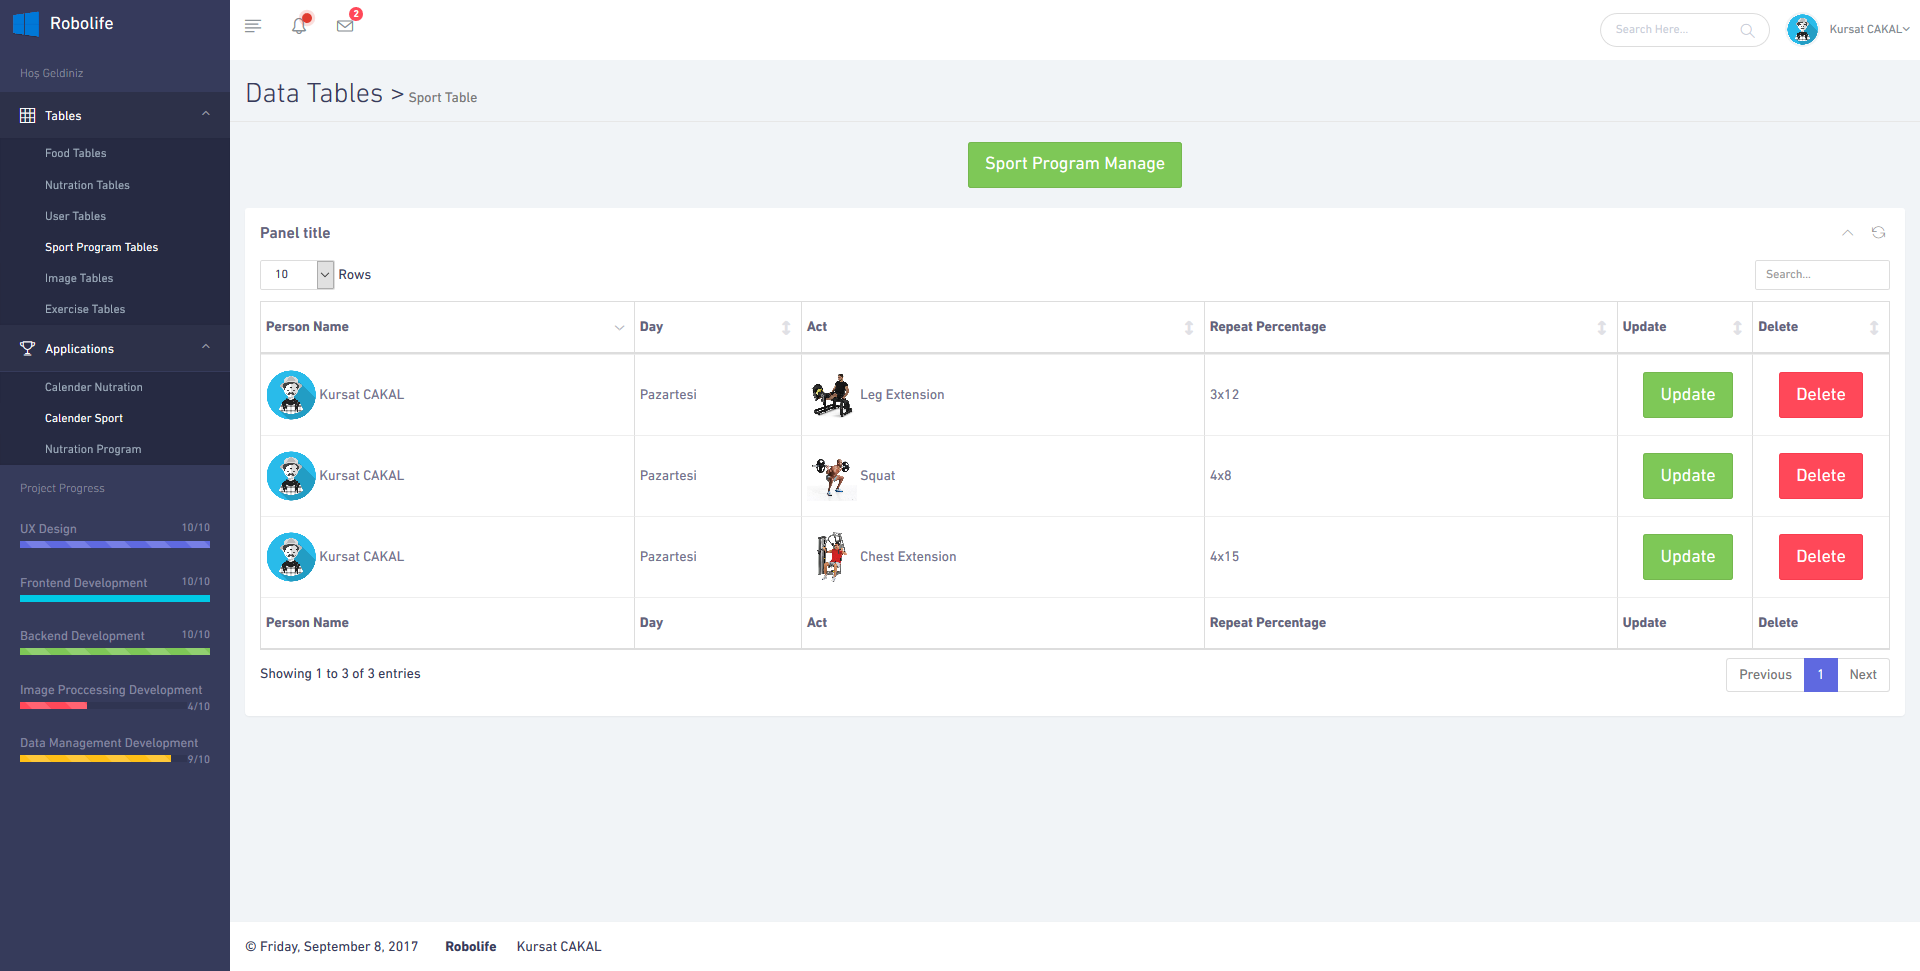 Robolife
Hoş Geldiniz
Tables
Food Tables
Nutration Tables
User Tables
Sport Program Tables
Image Tables
Exercise Tables
Applications
Calender Nutration
Calender Sport
Nutration Program
Project Progress
UX Design 10/10
Frontend Development 10/10
Backend Development 10/10
Image Proccessing Development
4/10
Data Management Development
9/10
2
Search Here...
Kursat CAKAL
Data Tables > Sport Table
Sport Program Manage
Panel title
10 Rows
Search...
Person Name Day Act Repeat Percentage Update Delete
Kursat CAKAL Pazartesi Leg Extension 3x12 Update Delete
Kursat CAKAL Pazartesi Squat 4x8 Update Delete
Kursat CAKAL Pazartesi Chest Extension 4x15 Update Delete
Person Name Day Act Repeat Percentage Update Delete
Showing 1 to 3 of 3 entries
Previous 1 Next
© Friday, September 8, 2017 Robolife Kursat CAKAL